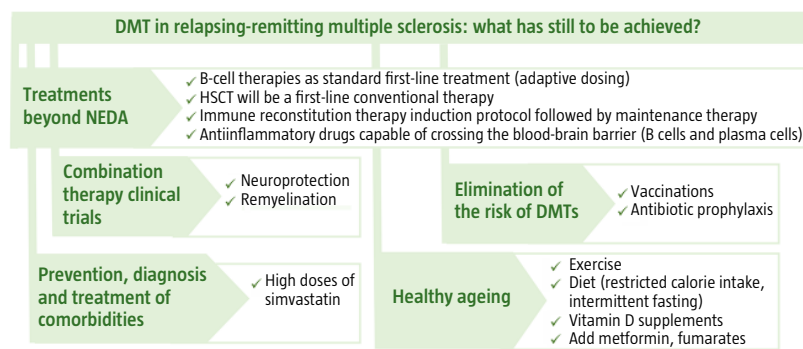 DMT in relapsing-remitting multiple sclerosis: what has still to be achieved?
Treatments
beyond NEDA
✓ B-cell therapies as standard first-line treatment (adaptive dosing)
✓ HSCT will be a first-line conventional therapy
✓ Immune reconstitution therapy induction protocol followed by maintenance therapy
✓ Antiinflammatory drugs capable of crossing the blood-brain barrier (B cells and plasma cells)
Combination
therapy clinical
trials
✓ Neuroprotection
✓ Remyelination
Elimination of
the risk of DMTs
✓ Vaccinations
✓ Antibiotic prophylaxis
Prevention, diagnosis
and treatment of
comorbidities
✓ High doses of
simvastatin
Healthy ageing
✓ Exercise
✓ Diet (restricted calorie intake,
intermittent fasting)
✓ Vitamin D supplements
✓ Add metformin, fumarates